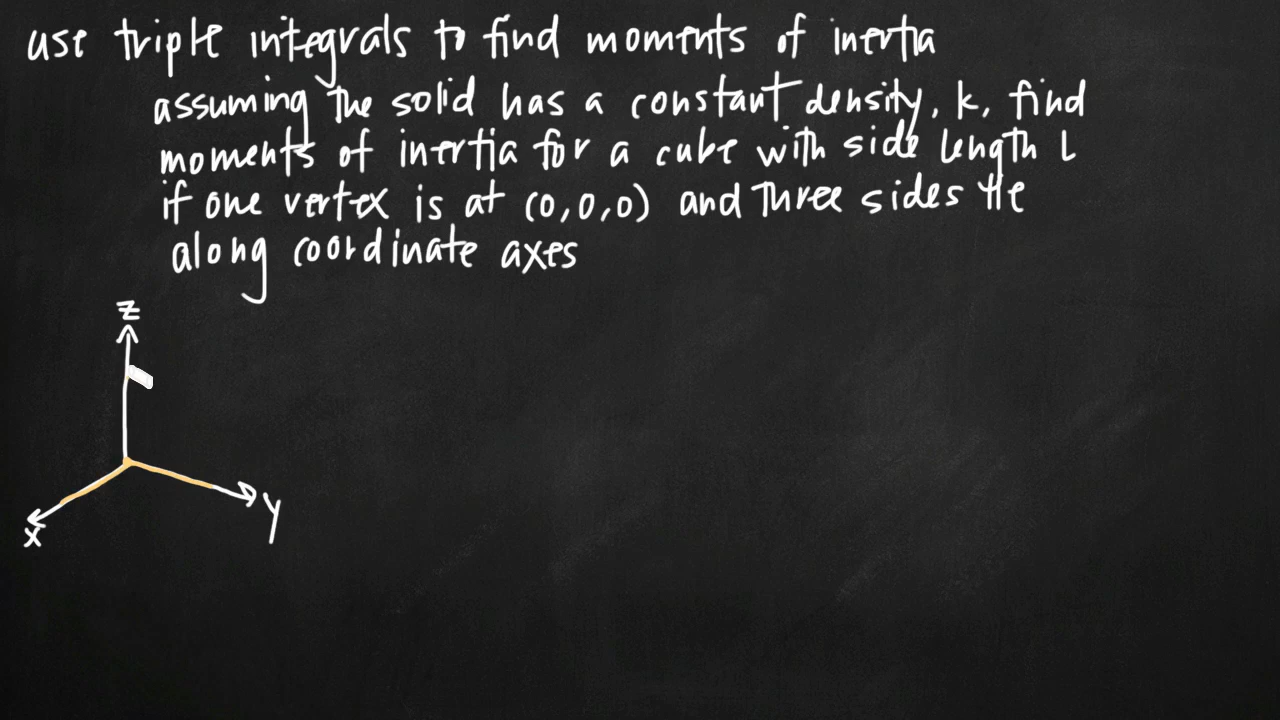 use triple integrals to find moments of inertia
assuming the solid has a constant density, k, find
moments of inertia for a cube with side length L
if one vertex is at (0,0,0) and three sides lie
along coordinate axes
z
y
x